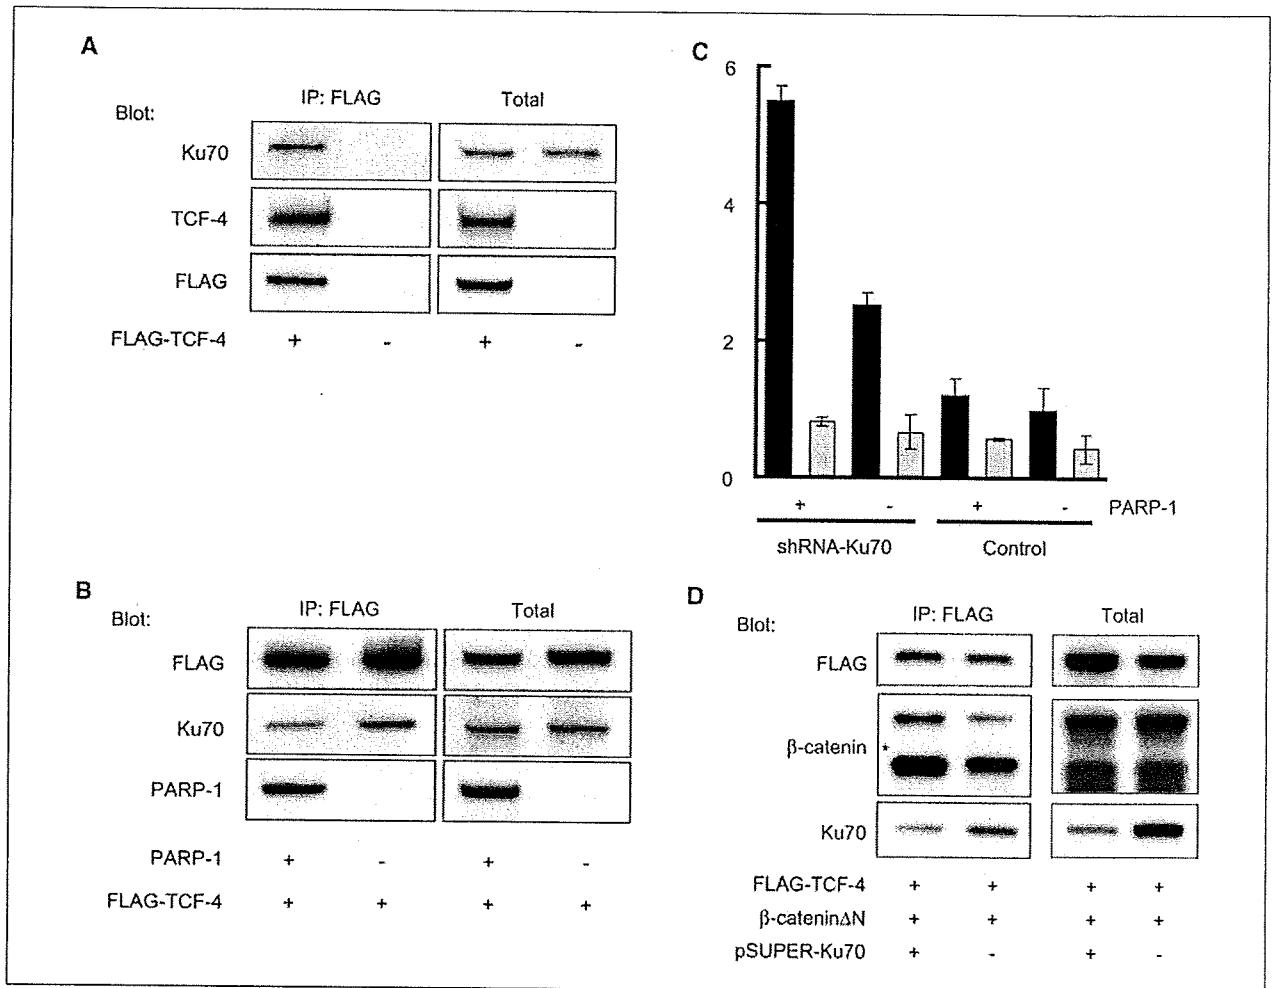 A
IP: FLAG Total
Blot:
Ku70
TCF-4
FLAG
FLAG-TCF-4 + - + -
C
6
4
2
0
+ - + - PARP-1
shRNA-Ku70 Control
B
IP: FLAG Total
Blot:
FLAG
Ku70
PARP-1
PARP-1 + - + -
FLAG-TCF-4 + + + +
D
IP: FLAG Total
Blot:
FLAG
β-catenin *
Ku70
FLAG-TCF-4 + + + +
β-cateninΔN + + + +
pSUPER-Ku70 + - + -